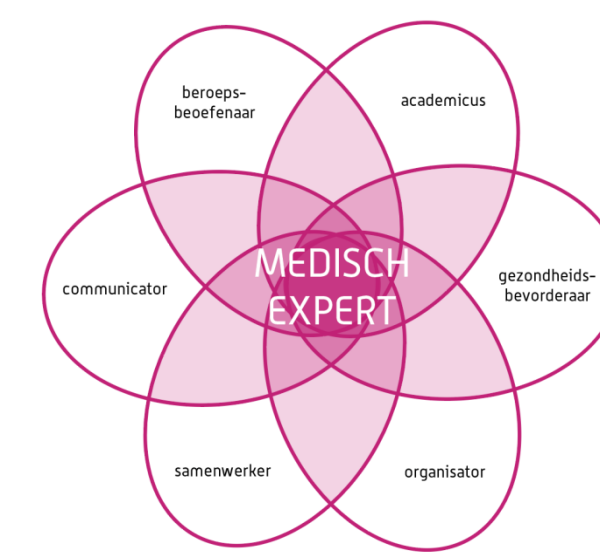 beroeps-
beoefenaar
academicus
communicator
MEDISCH
EXPERT
gezondheids-
bevorderaar
samenwerker
organisator